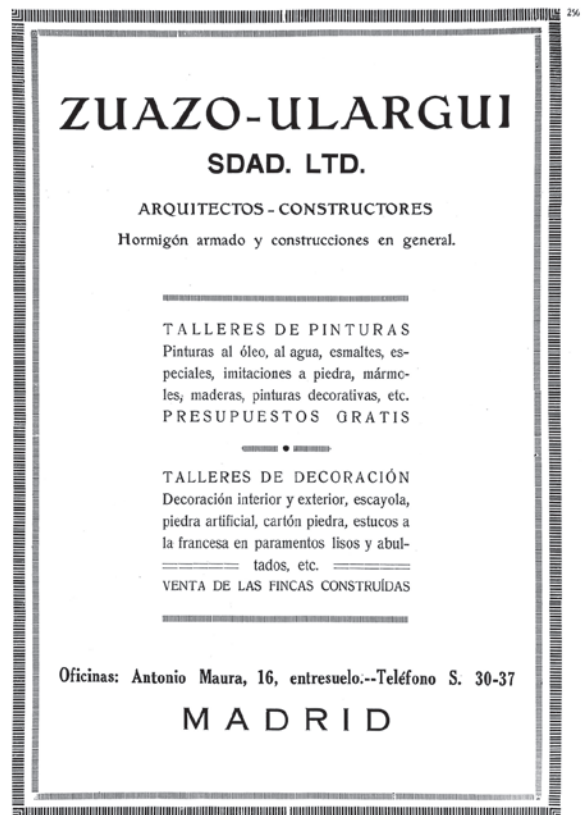 256
ZUAZO-ULARGUI
SDAD. LTD.
ARQUITECTOS-CONSTRUCTORES
Hormigón armado y construcciones en general.
TALLERES DE PINTURAS
Pinturas al óleo, al agua, esmaltes, es-
peciales, imitaciones a piedra, mármo-
les, maderas, pinturas decorativas, etc.
PRESUPUESTOS GRATIS
TALLERES DE DECORACIÓN
Decoración interior y exterior, escayola,
piedra artificial, cartón piedra, estucos a
la francesa en paramentos lisos y abul-
tados, etc.
VENTA DE LAS FINCAS CONSTRUÍDAS
Oficinas: Antonio Maura, 16, entresuelo.--Teléfono S. 30-37
MADRID